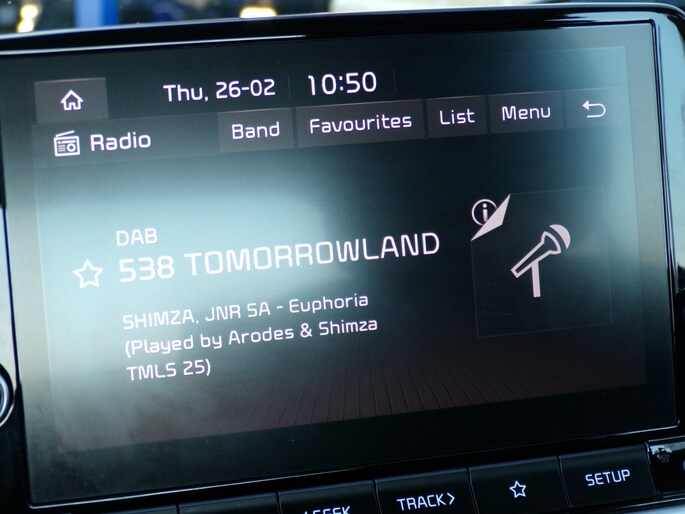 Thu, 26-02 10:50
Radio Band Favourites List Menu
DAB
538 TOMORROWLAND
SHIMZA, JNR SA - Euphoria
(Played by Arodes & Shimza
TMLS 25)
TRACK>
SETUP